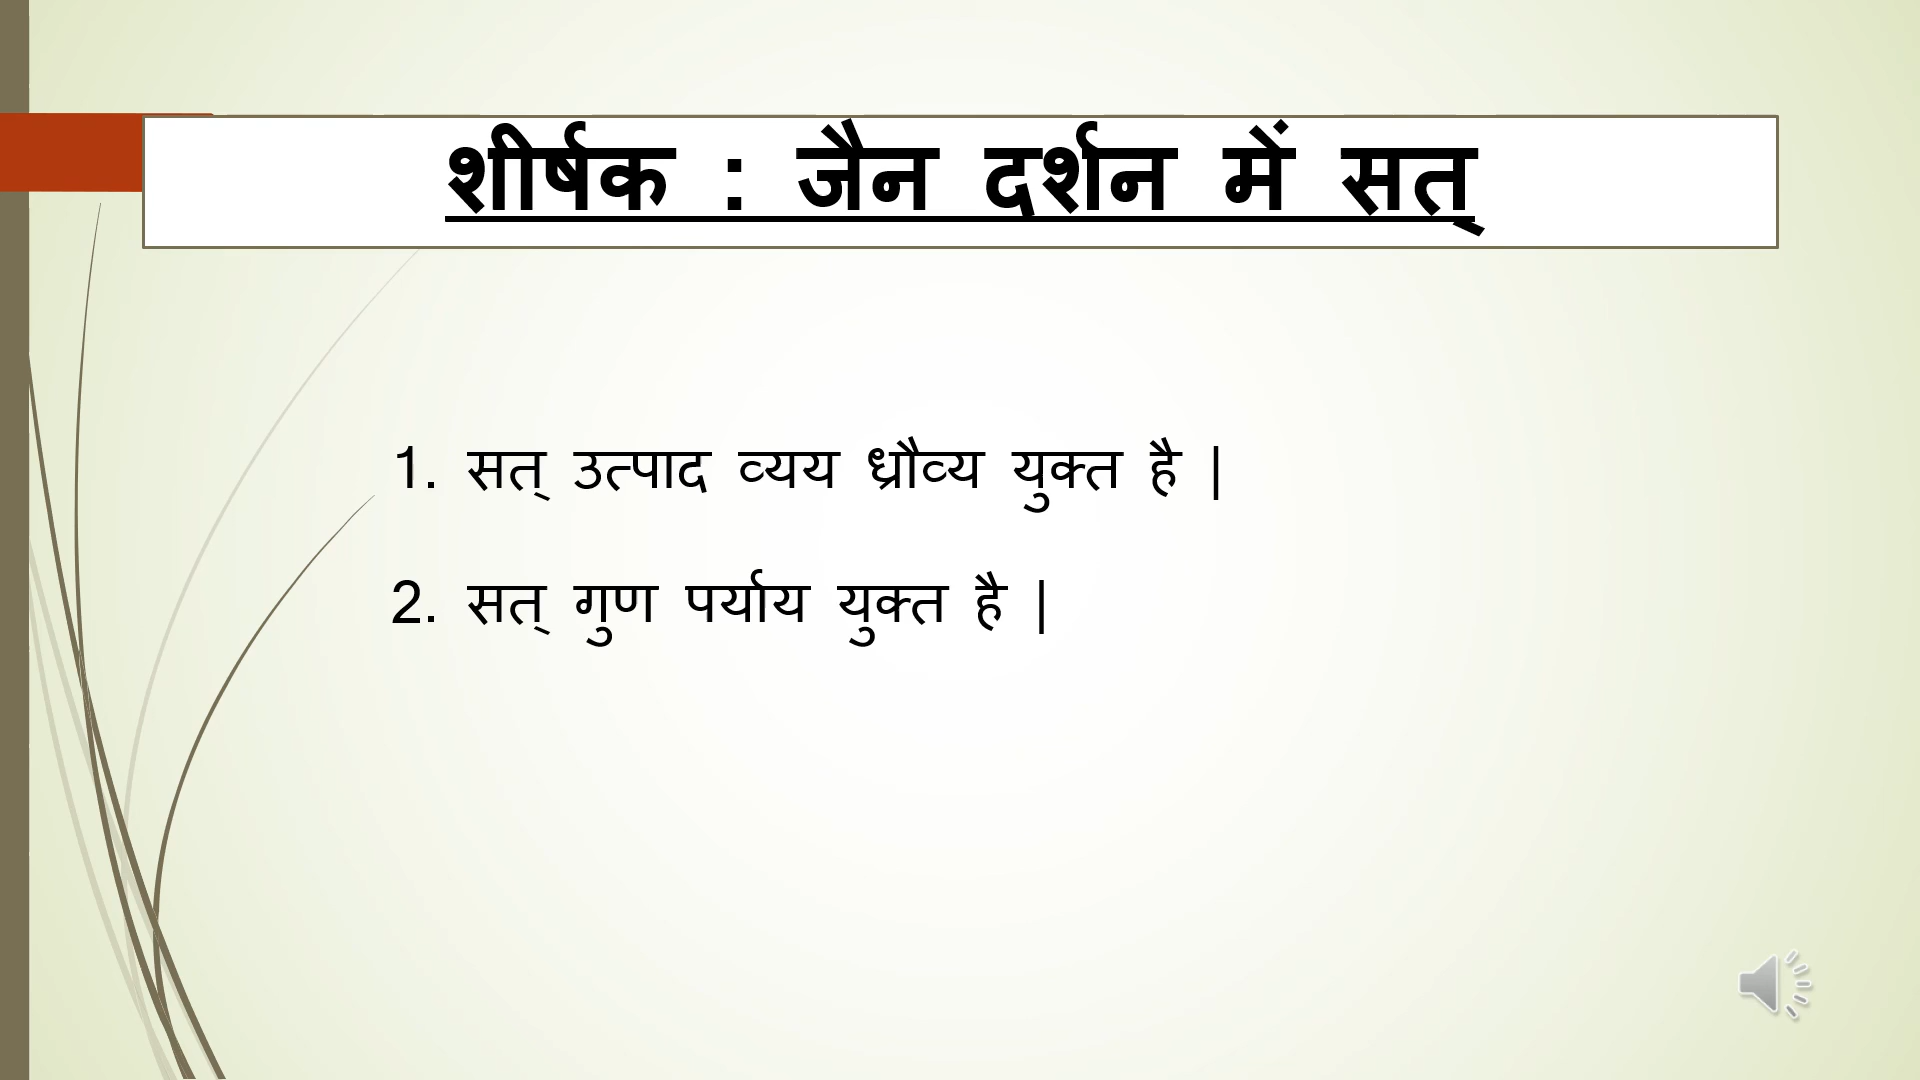 शीर्षक : जैन दर्शन में सत्
1. सत् उत्पाद व्यय ध्रौव्य युक्त है |
2. सत् गुण पर्याय युक्त है |